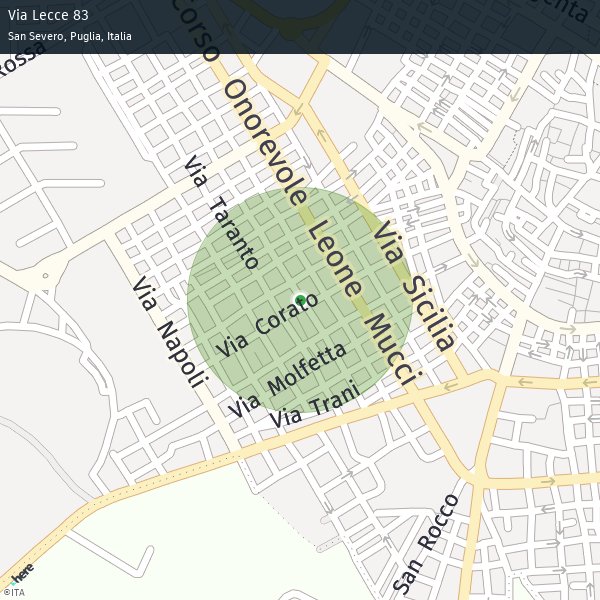 Via Lecce 83
San Severo, Puglia, Italia
Rossa
Corso Onorevole Leone Mucci
Via Taranto
Via Sicilia
Via Napoli
Via Corato
Via Molfetta
Via Trani
San Rocco
here
©ITA